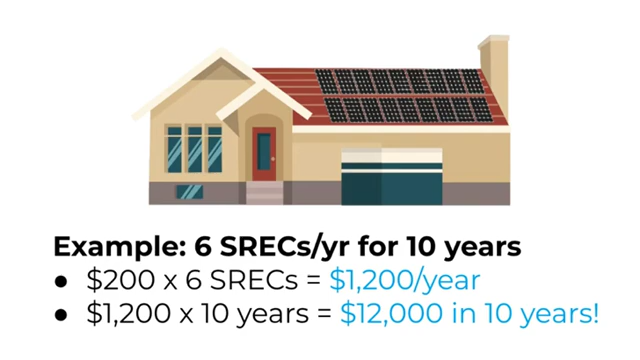 Example: 6 SRECs/yr for 10 years
● $200 x 6 SRECs = $1,200/year
● $1,200 x 10 years = $12,000 in 10 years!